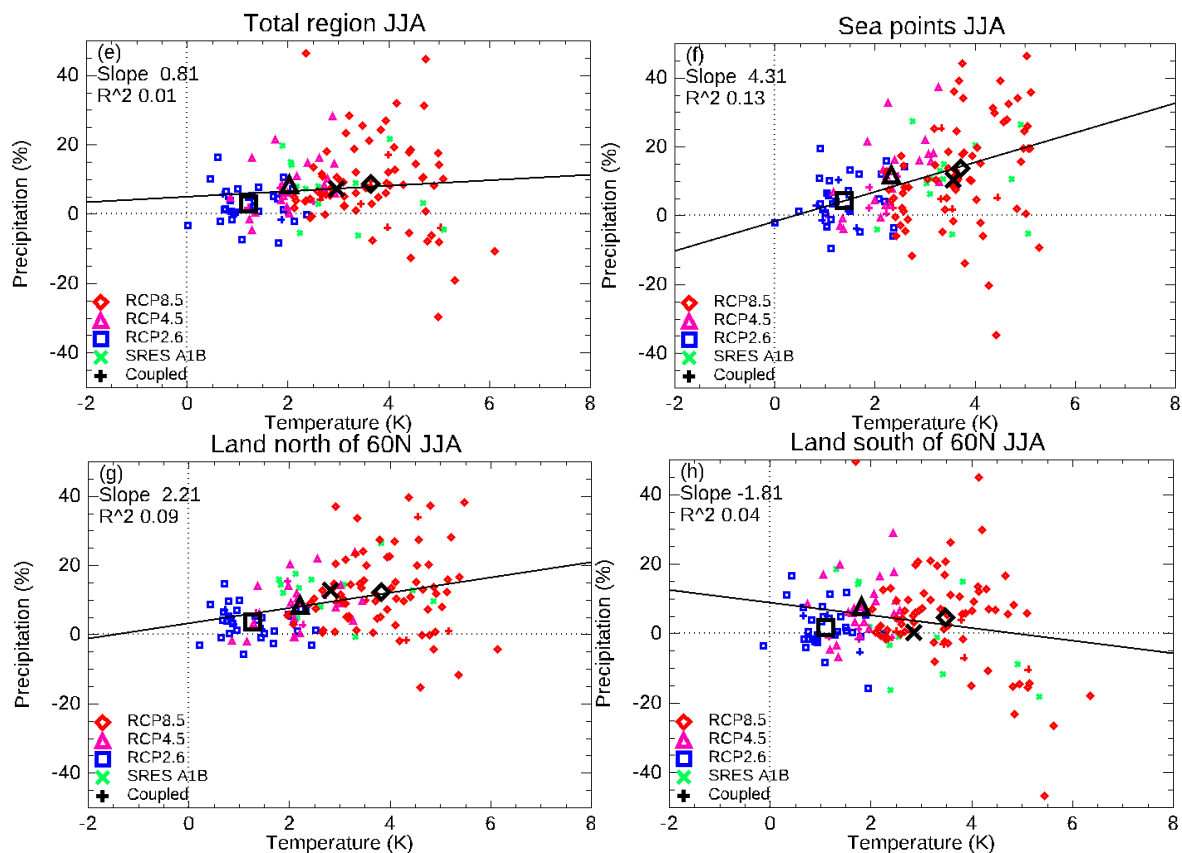 Total region JJA
(e)
Slope 0.81
R^2 0.01
Precipitation (%)
40
20
0
-20
-40
RCP8.5
RCP4.5
RCP2.6
SRES A1B
Coupled
-2 0 2 4 6 8
Temperature (K)
Sea points JJA
(f)
Slope 4.31
R^2 0.13
Precipitation (%)
40
20
0
-20
-40
RCP8.5
RCP4.5
RCP2.6
SRES A1B
Coupled
-2 0 2 4 6 8
Temperature (K)
Land north of 60N JJA
(g)
Slope 2.21
R^2 0.09
Precipitation (%)
40
20
0
-20
-40
RCP8.5
RCP4.5
RCP2.6
SRES A1B
Coupled
-2 0 2 4 6 8
Temperature (K)
Land south of 60N JJA
(h)
Slope -1.81
R^2 0.04
Precipitation (%)
40
20
0
-20
-40
RCP8.5
RCP4.5
RCP2.6
SRES A1B
Coupled
-2 0 2 4 6 8
Temperature (K)